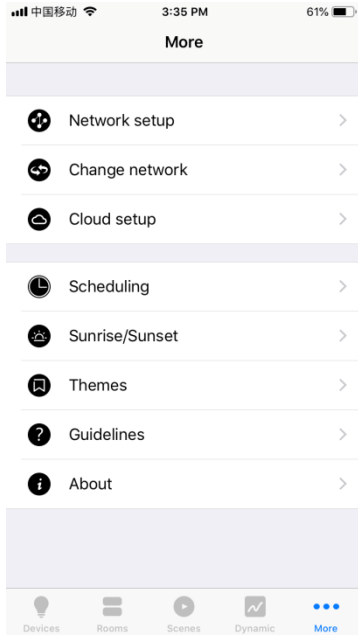 中国移动 3:35 PM 61%
More
Network setup
Change network
Cloud setup
Scheduling
Sunrise/Sunset
Themes
Guidelines
About
Devices Rooms Scenes Dynamic More